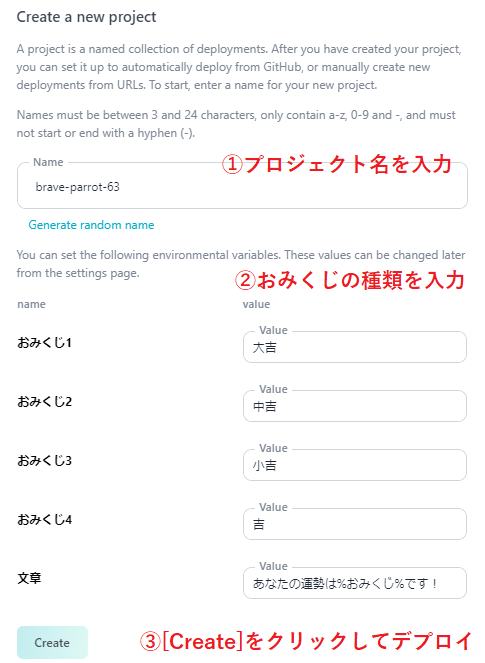 Create a new project
A project is a named collection of deployments. After you have created your project,
you can set it up to automatically deploy from GitHub, or manually create new
deployments from URLs. To start, enter a name for your new project.
Names must be between 3 and 24 characters, only contain a-z, 0-9 and -, and must
not start or end with a hyphen (-).
Name
①プロジェクト名を入力
brave-parrot-63
Generate random name
You can set the following environmental variables. These values can be changed later
from the settings page.
②おみくじの種類を入力
name value
Value
おみくじ1 大吉
Value
おみくじ2 中吉
Value
おみくじ3 小吉
Value
おみくじ4 吉
Value
文章 あなたの運勢は%おみくじ%です！
Create
③[Create]をクリックしてデプロイ